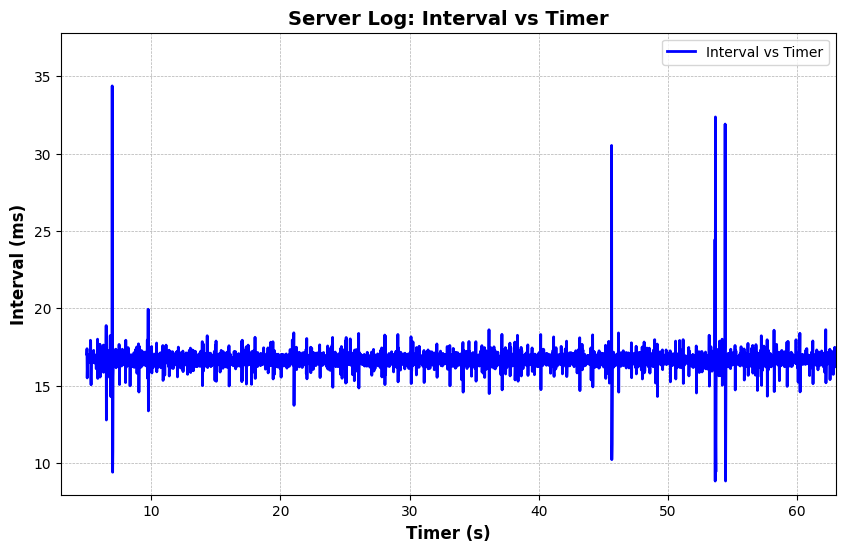 Server Log: Interval vs Timer
Interval vs Timer
35
30
25
20
15
10
Interval (ms)
10 20 30 40 50 60
Timer (s)